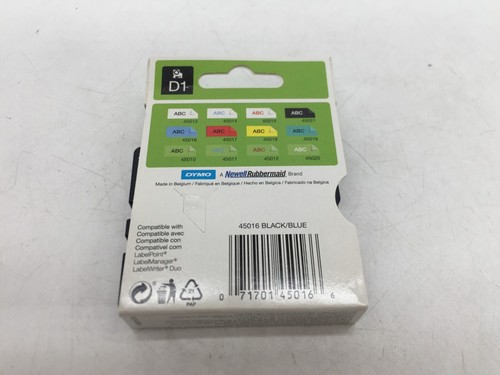 D1
ABC ABC ABC ABC
45013 45014 45015 45021
ABC ABC ABC ABC
45016 45017 45018 45019
ABC ABC ABC ABC
45010 45011 45012 45020
DYMO A NewellRubbermaid Brand
Made in Belgium / Fabriqué en Belgique / Hecho en Bélgica / Fabricado na Bélgica
Compatible with
Compatible avec
Compatible con
Compatível com
LabelPoint®
LabelManager®
LabelWriter® Duo
45016 BLACK/BLUE
21
PAP
0 71701 45016 6